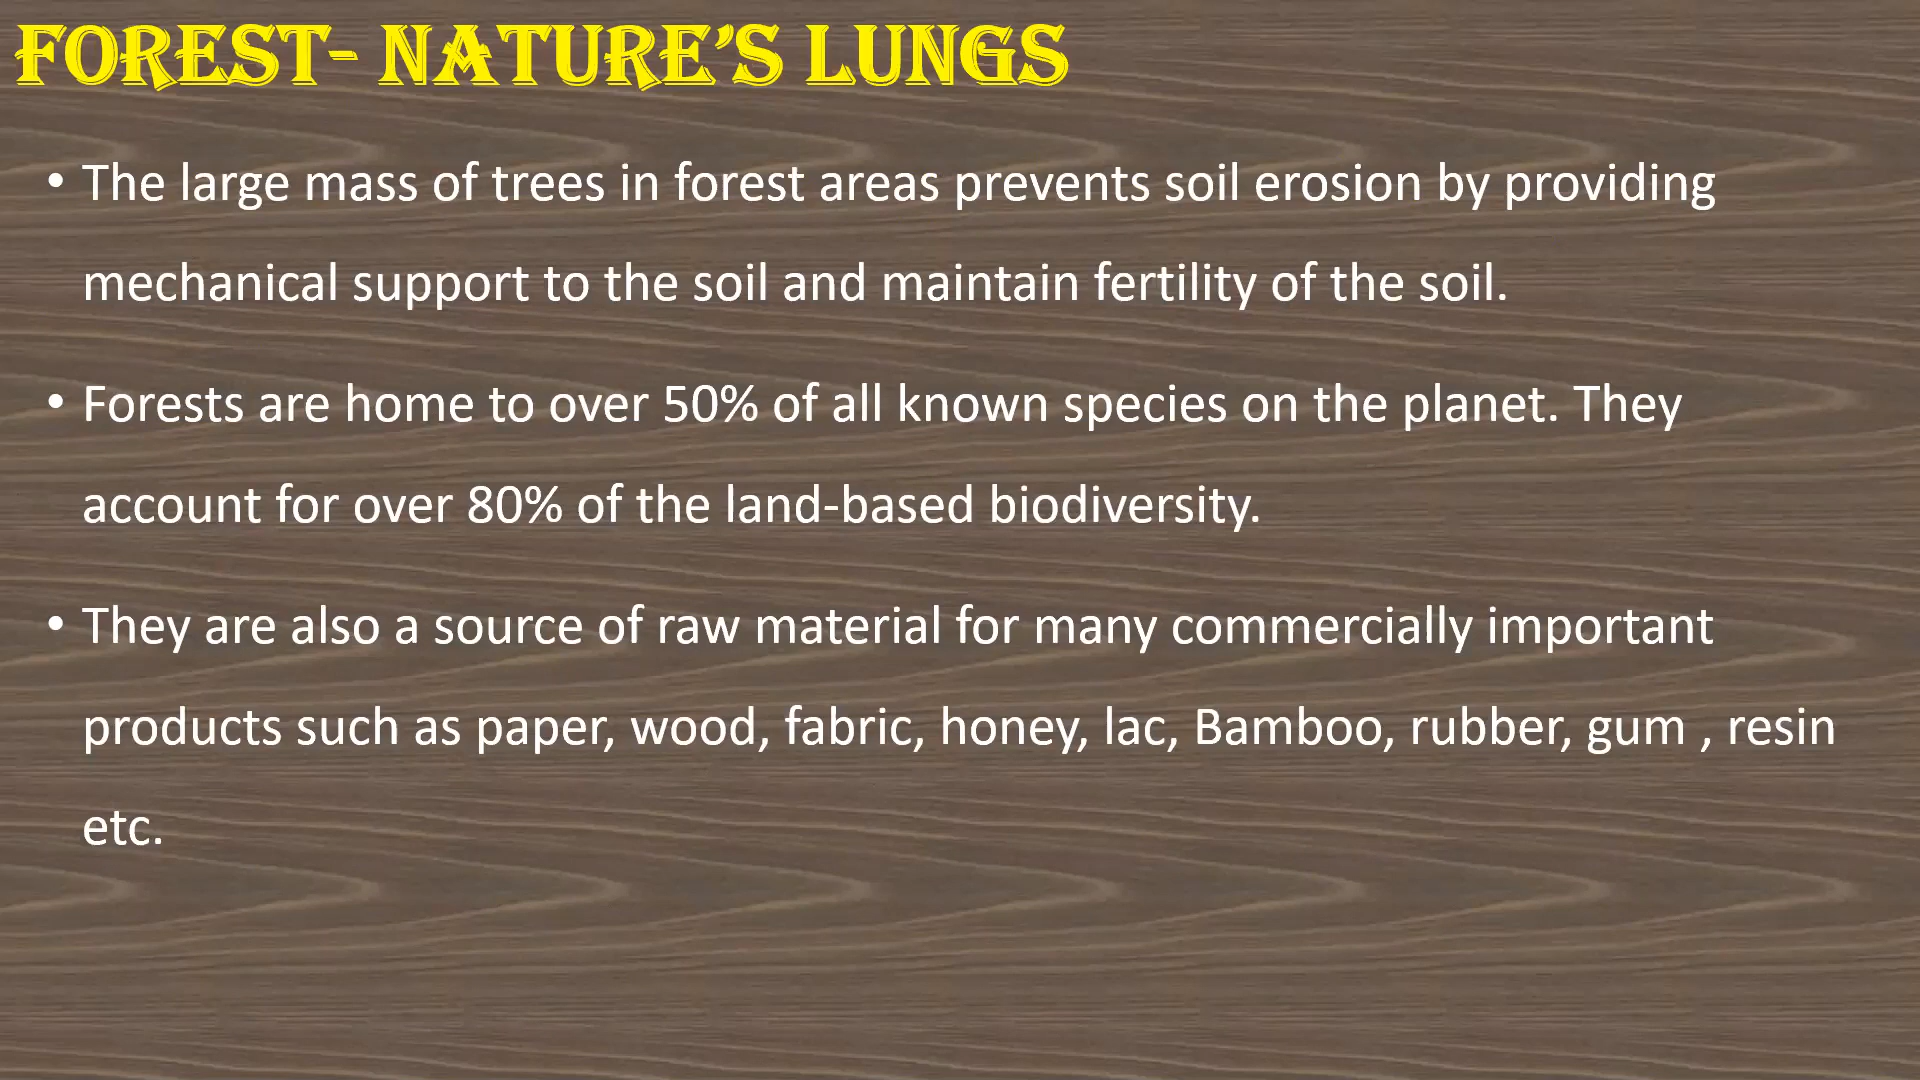 FOREST- NATURE’S LUNGS
• The large mass of trees in forest areas prevents soil erosion by providing
mechanical support to the soil and maintain fertility of the soil.
• Forests are home to over 50% of all known species on the planet. They
account for over 80% of the land-based biodiversity.
• They are also a source of raw material for many commercially important
products such as paper, wood, fabric, honey, lac, Bamboo, rubber, gum , resin
etc.